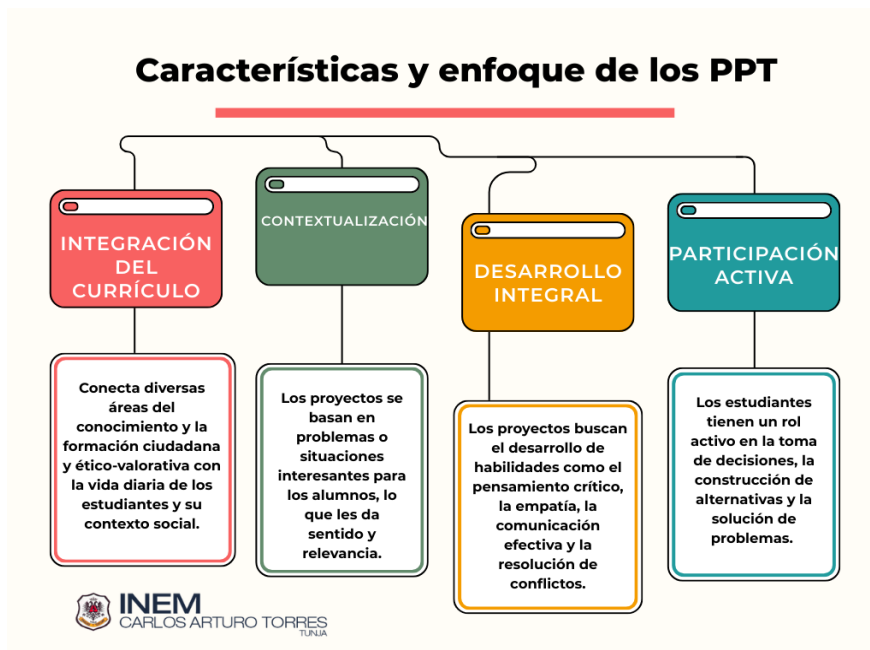 Características y enfoque de los PPT
INTEGRACIÓN
DEL
CURRÍCULO
Conecta diversas
áreas del
conocimiento y la
formación ciudadana
y ético-valorativa con
la vida diaria de los
estudiantes y su
contexto social.
CONTEXTUALIZACIÓN
Los proyectos se
basan en
problemas o
situaciones
interesantes para
los alumnos, lo
que les da
sentido y
relevancia.
DESARROLLO
INTEGRAL
Los proyectos buscan
el desarrollo de
habilidades como el
pensamiento crítico,
la empatía, la
comunicación
efectiva y la
resolución de
conflictos.
PARTICIPACIÓN
ACTIVA
Los estudiantes
tienen un rol
activo en la toma
de decisiones, la
construcción de
alternativas y la
solución de
problemas.
INEM
CARLOS ARTURO TORRES
TUNJA